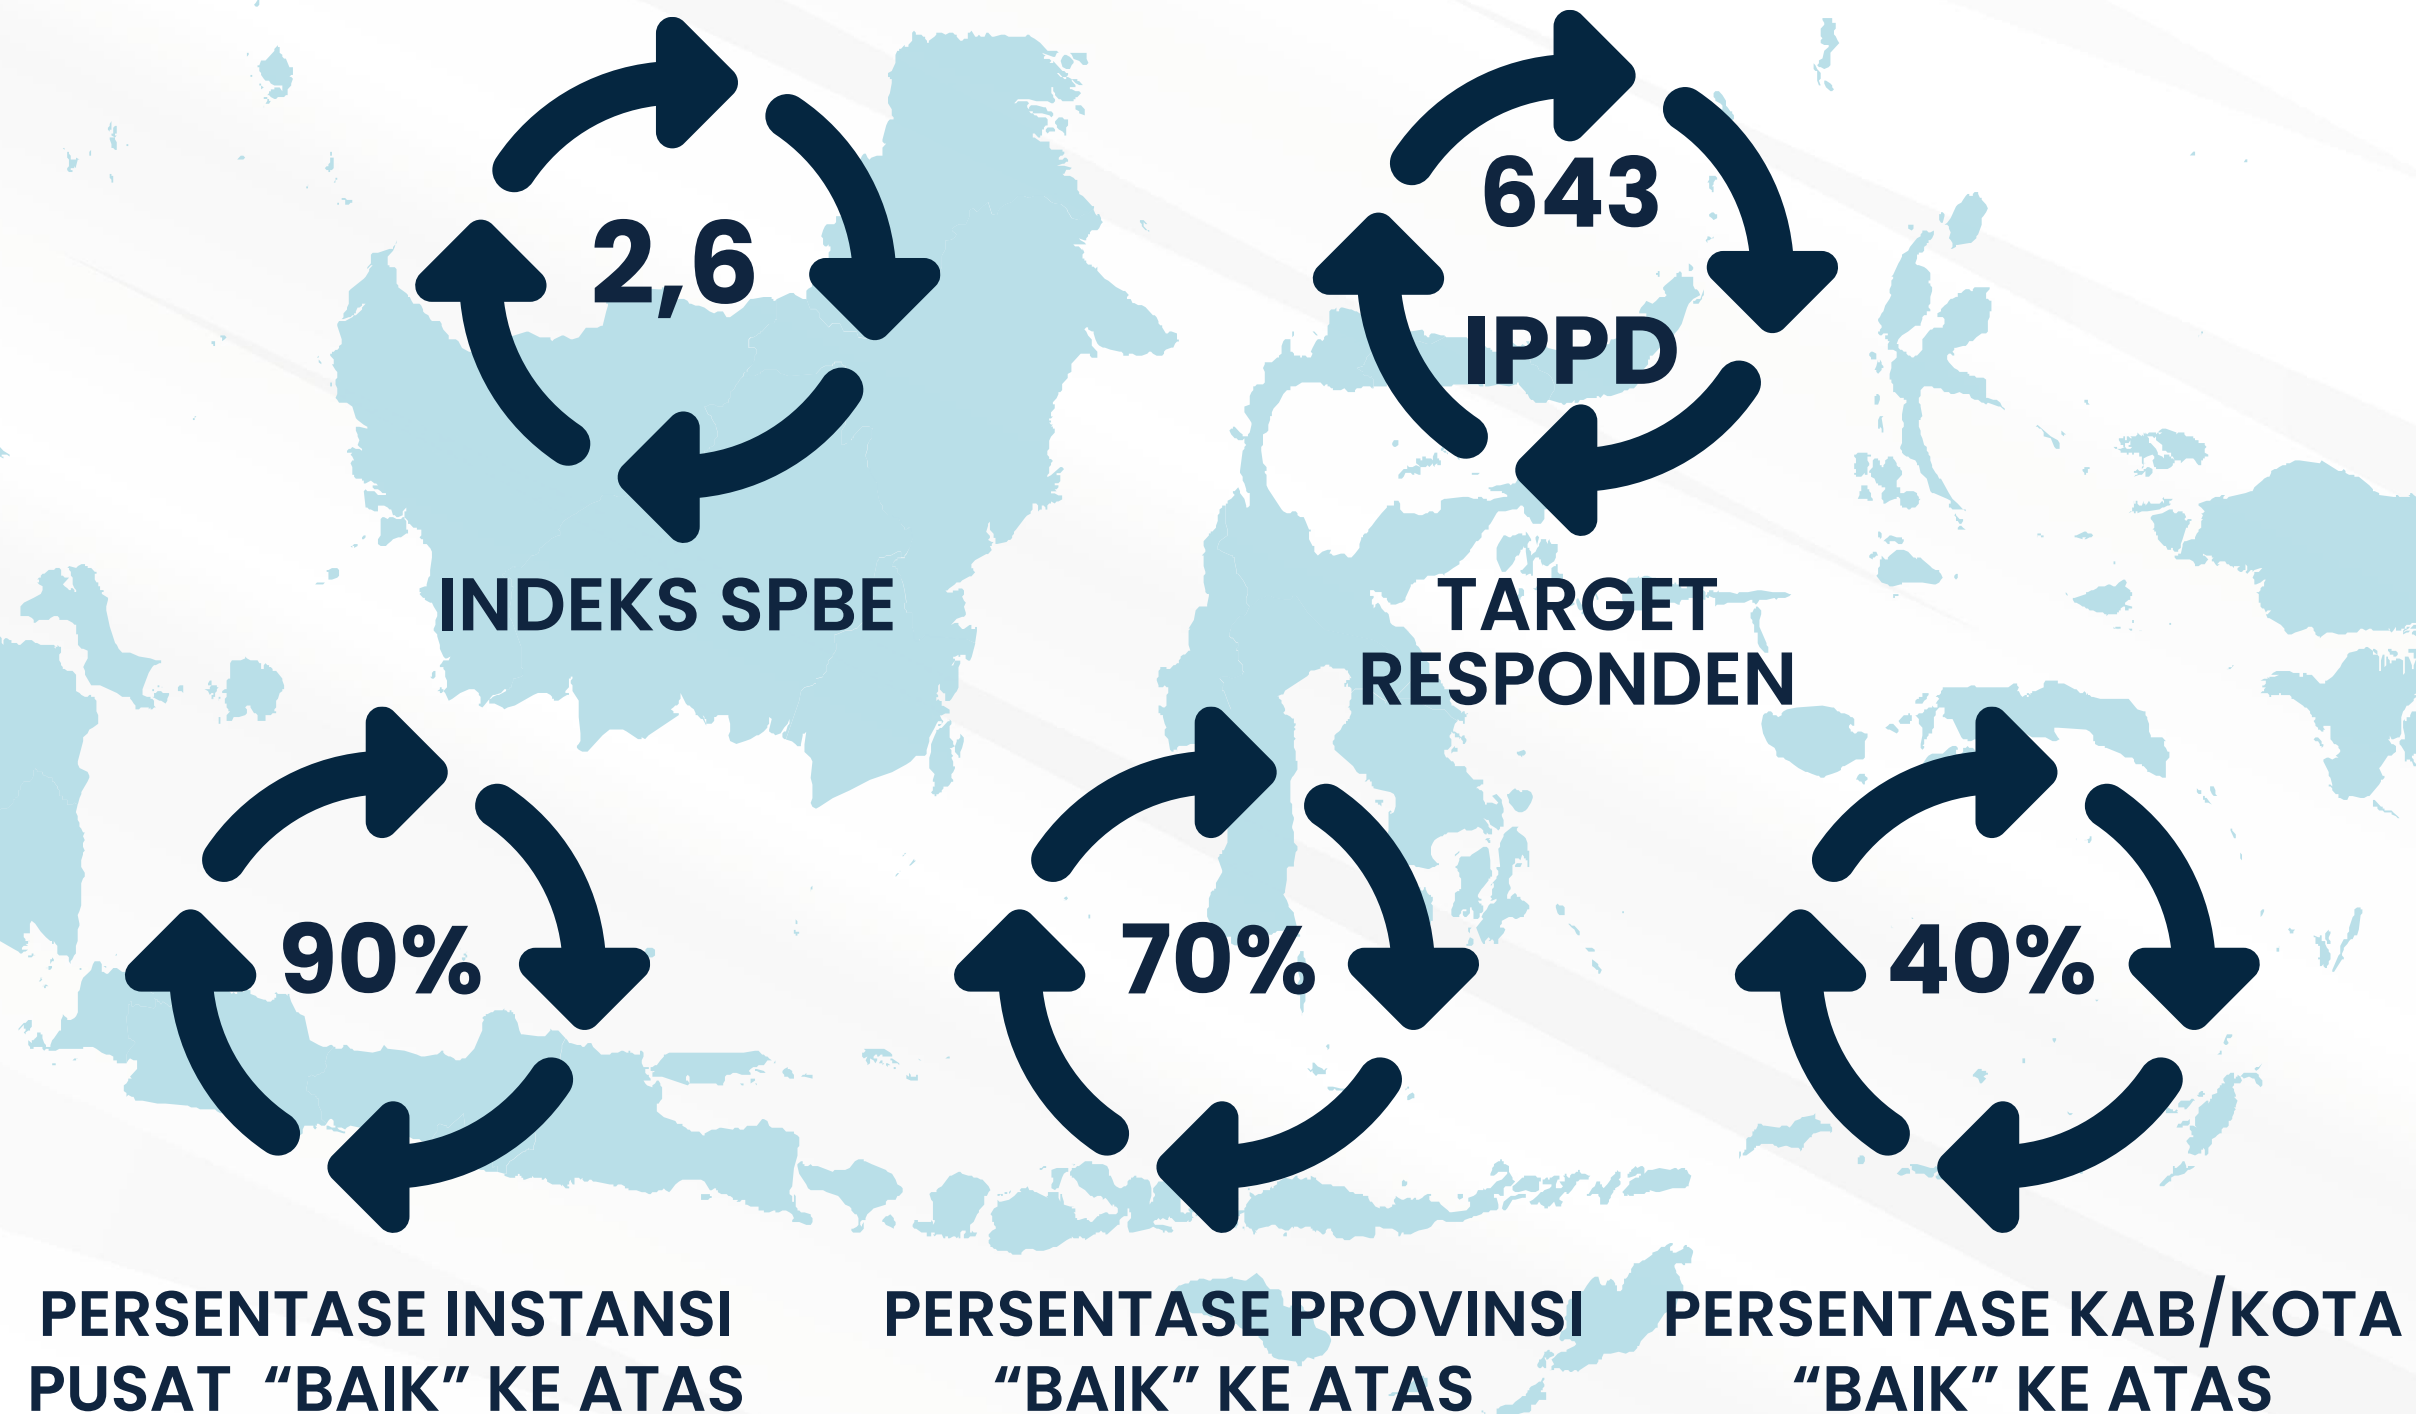 2,6
INDEKS SPBE
643
IPPD
TARGET
RESPONDEN
90%
PERSENTASE INSTANSI
PUSAT “BAIK” KE ATAS
70%
PERSENTASE PROVINSI
“BAIK” KE ATAS
40%
PERSENTASE KAB/KOTA
“BAIK” KE ATAS